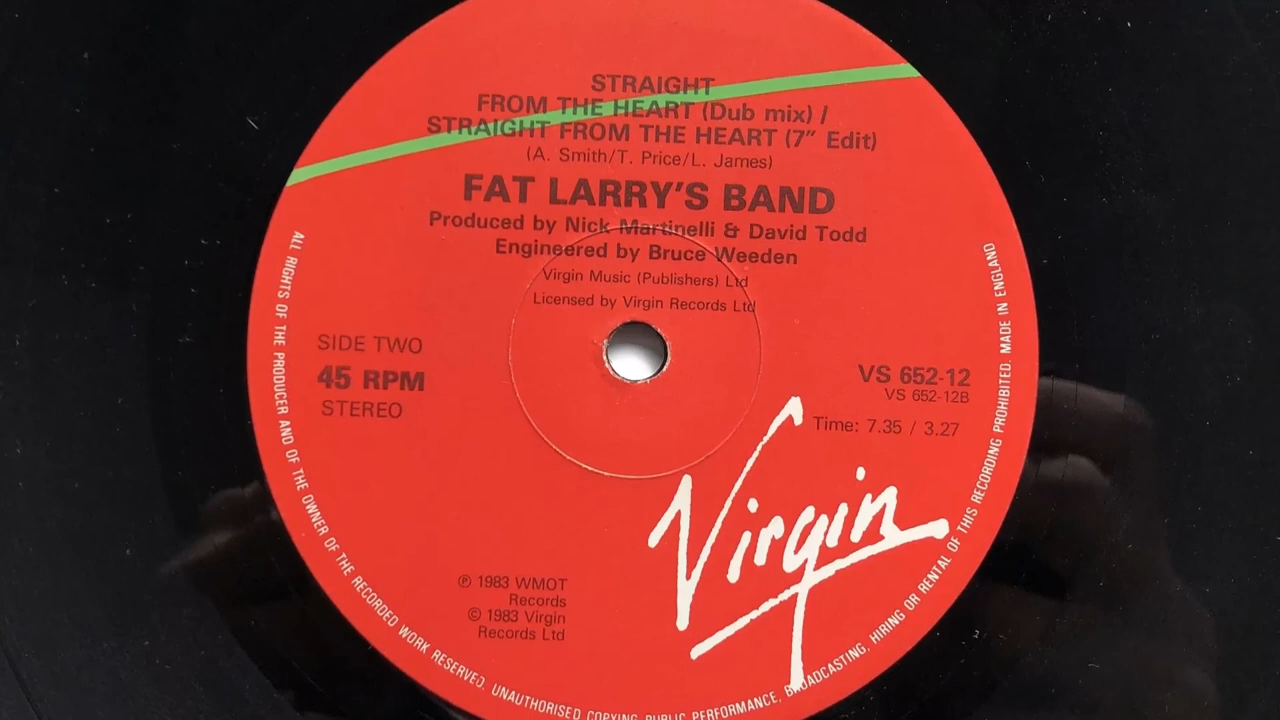 STRAIGHT
FROM THE HEART (Dub mix) /
STRAIGHT FROM THE HEART (7" Edit)
(A. Smith/T. Price/L. James)
FAT LARRY'S BAND
Produced by Nick Martinelli & David Todd
Engineered by Bruce Weeden
Virgin Music (Publishers) Ltd
Licensed by Virgin Records Ltd
SIDE TWO
45 RPM
STEREO
VS 652-12
VS 652-12B
Time: 7.35 / 3.27
Virgin
℗ 1983 WMOT
Records
© 1983 Virgin
Records Ltd
ALL RIGHTS OF THE PRODUCER AND OF THE OWNER OF THE RECORDED WORK RESERVED. UNAUTHORISED COPYING, PUBLIC PERFORMANCE, BROADCASTING, HIRING OR RENTAL OF THIS RECORDING PROHIBITED. MADE IN ENGLAND